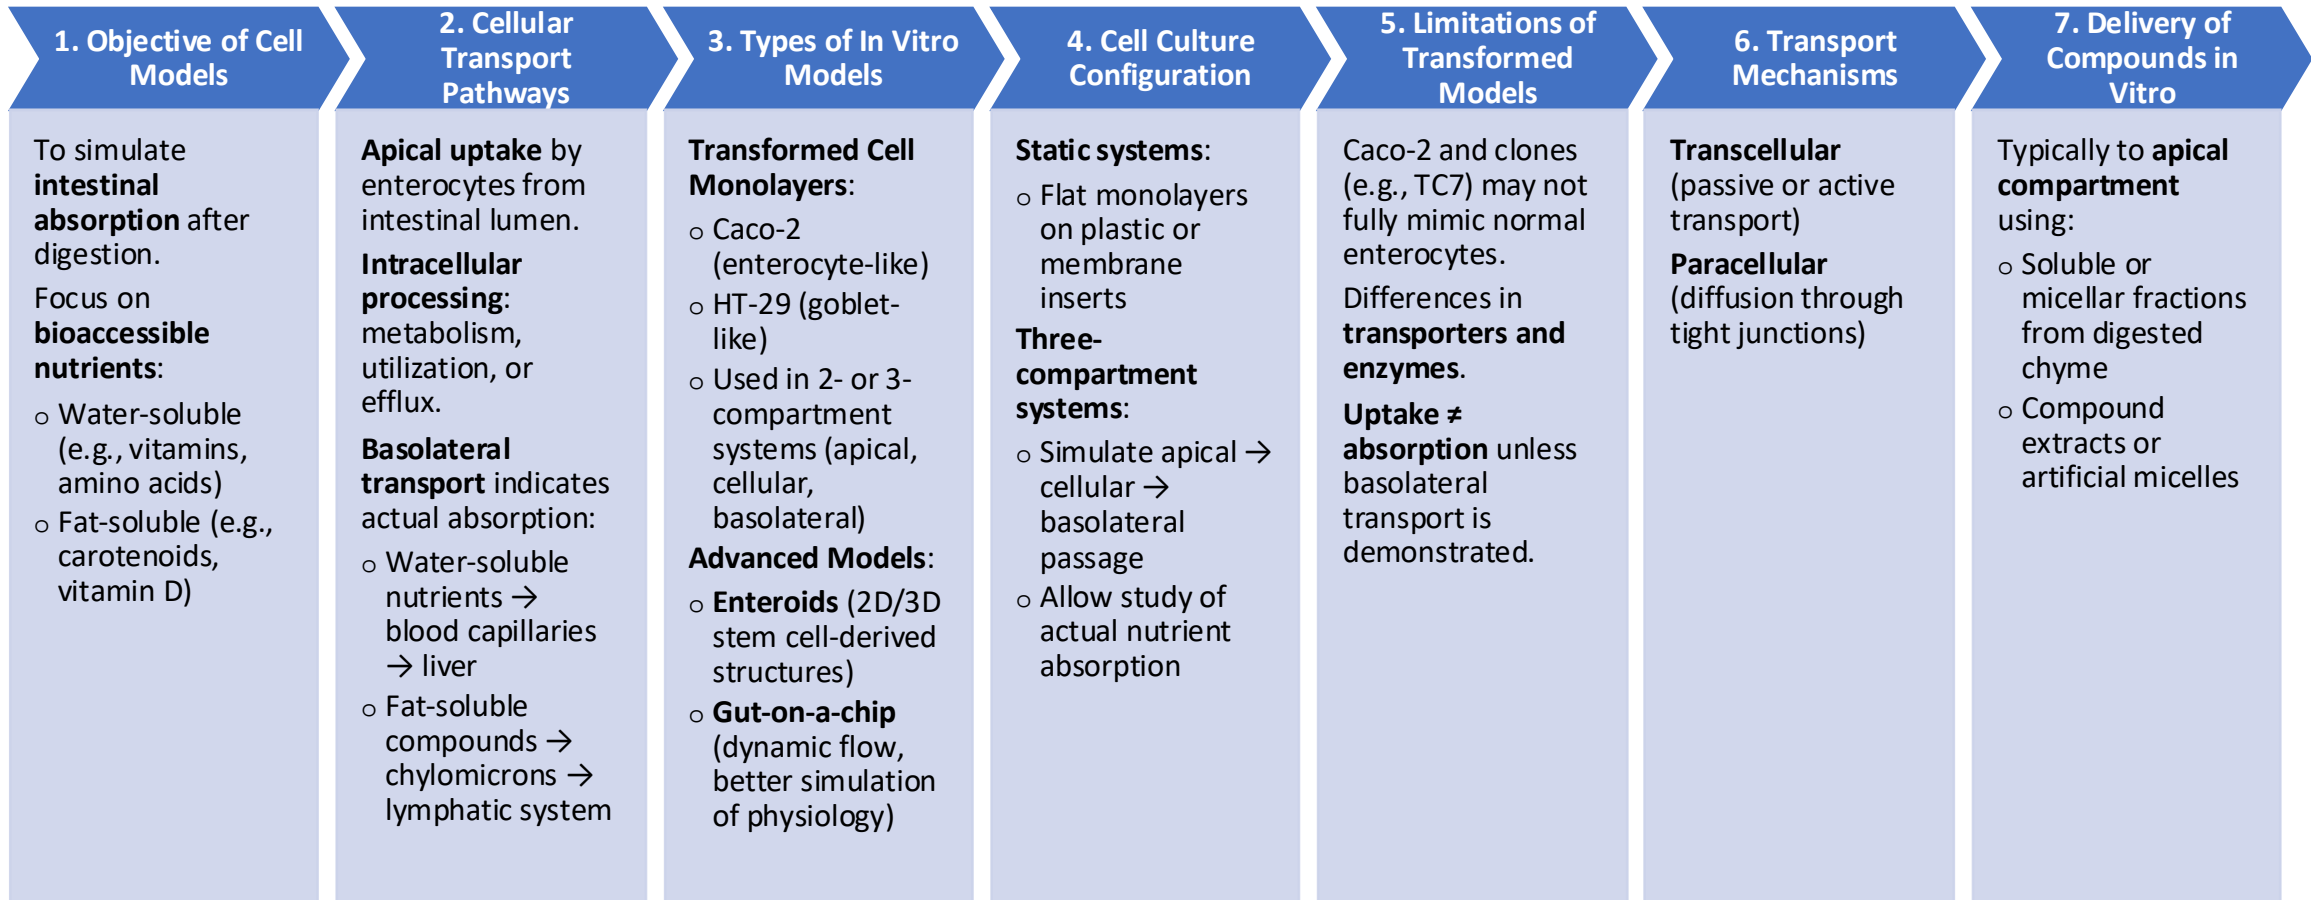 1. Objective of Cell
Models
To simulate
intestinal
absorption after
digestion.
Focus on
bioaccessible
nutrients:
o Water-soluble
(e.g., vitamins,
amino acids)
o Fat-soluble (e.g.,
carotenoids,
vitamin D)
2. Cellular
Transport
Pathways
Apical uptake by
enterocytes from
intestinal lumen.
Intracellular
processing:
metabolism,
utilization, or
efflux.
Basolateral
transport indicates
actual absorption:
o Water-soluble
nutrients →
blood capillaries
→ liver
o Fat-soluble
compounds →
chylomicrons →
lymphatic system
3. Types of In Vitro
Models
Transformed Cell
Monolayers:
o Caco-2
(enterocyte-like)
o HT-29 (goblet-
like)
o Used in 2- or 3-
compartment
systems (apical,
cellular,
basolateral)
Advanced Models:
o Enteroids (2D/3D
stem cell-derived
structures)
o Gut-on-a-chip
(dynamic flow,
better simulation
of physiology)
4. Cell Culture
Configuration
Static systems:
o Flat monolayers
on plastic or
membrane
inserts
Three-
compartment
systems:
o Simulate apical →
cellular →
basolateral
passage
o Allow study of
actual nutrient
absorption
5. Limitations of
Transformed
Models
Caco-2 and clones
(e.g., TC7) may not
fully mimic normal
enterocytes.
Differences in
transporters and
enzymes.
Uptake ≠
absorption unless
basolateral
transport is
demonstrated.
6. Transport
Mechanisms
Transcellular
(passive or active
transport)
Paracellular
(diffusion through
tight junctions)
7. Delivery of
Compounds in
Vitro
Typically to apical
compartment
using:
o Soluble or
micellar fractions
from digested
chyme
o Compound
extracts or
artificial micelles